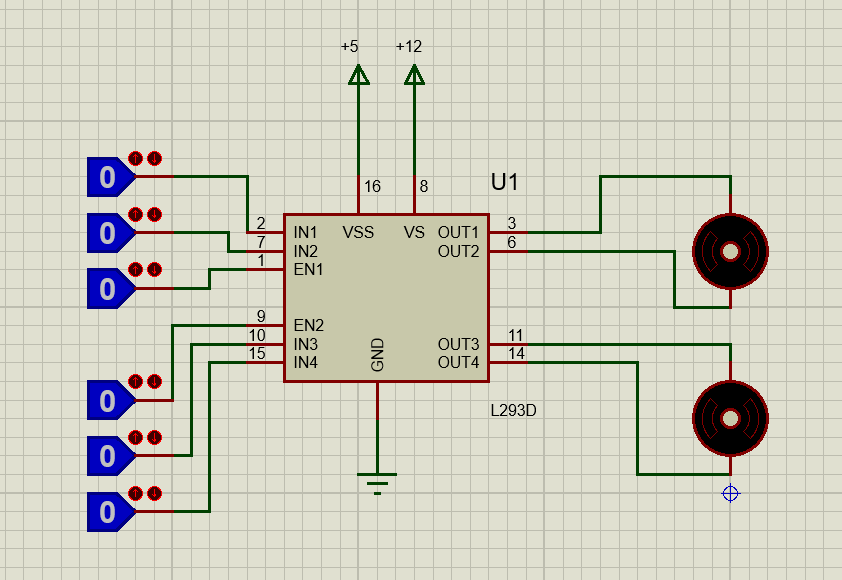 +5 +12
16 8 U1
0
0
0
2 IN1 VSS VS OUT1 3
7 IN2 OUT2 6
1 EN1
9 EN2
10 IN3 OUT3 11
15 IN4 GND OUT4 14
L293D
0
0
0